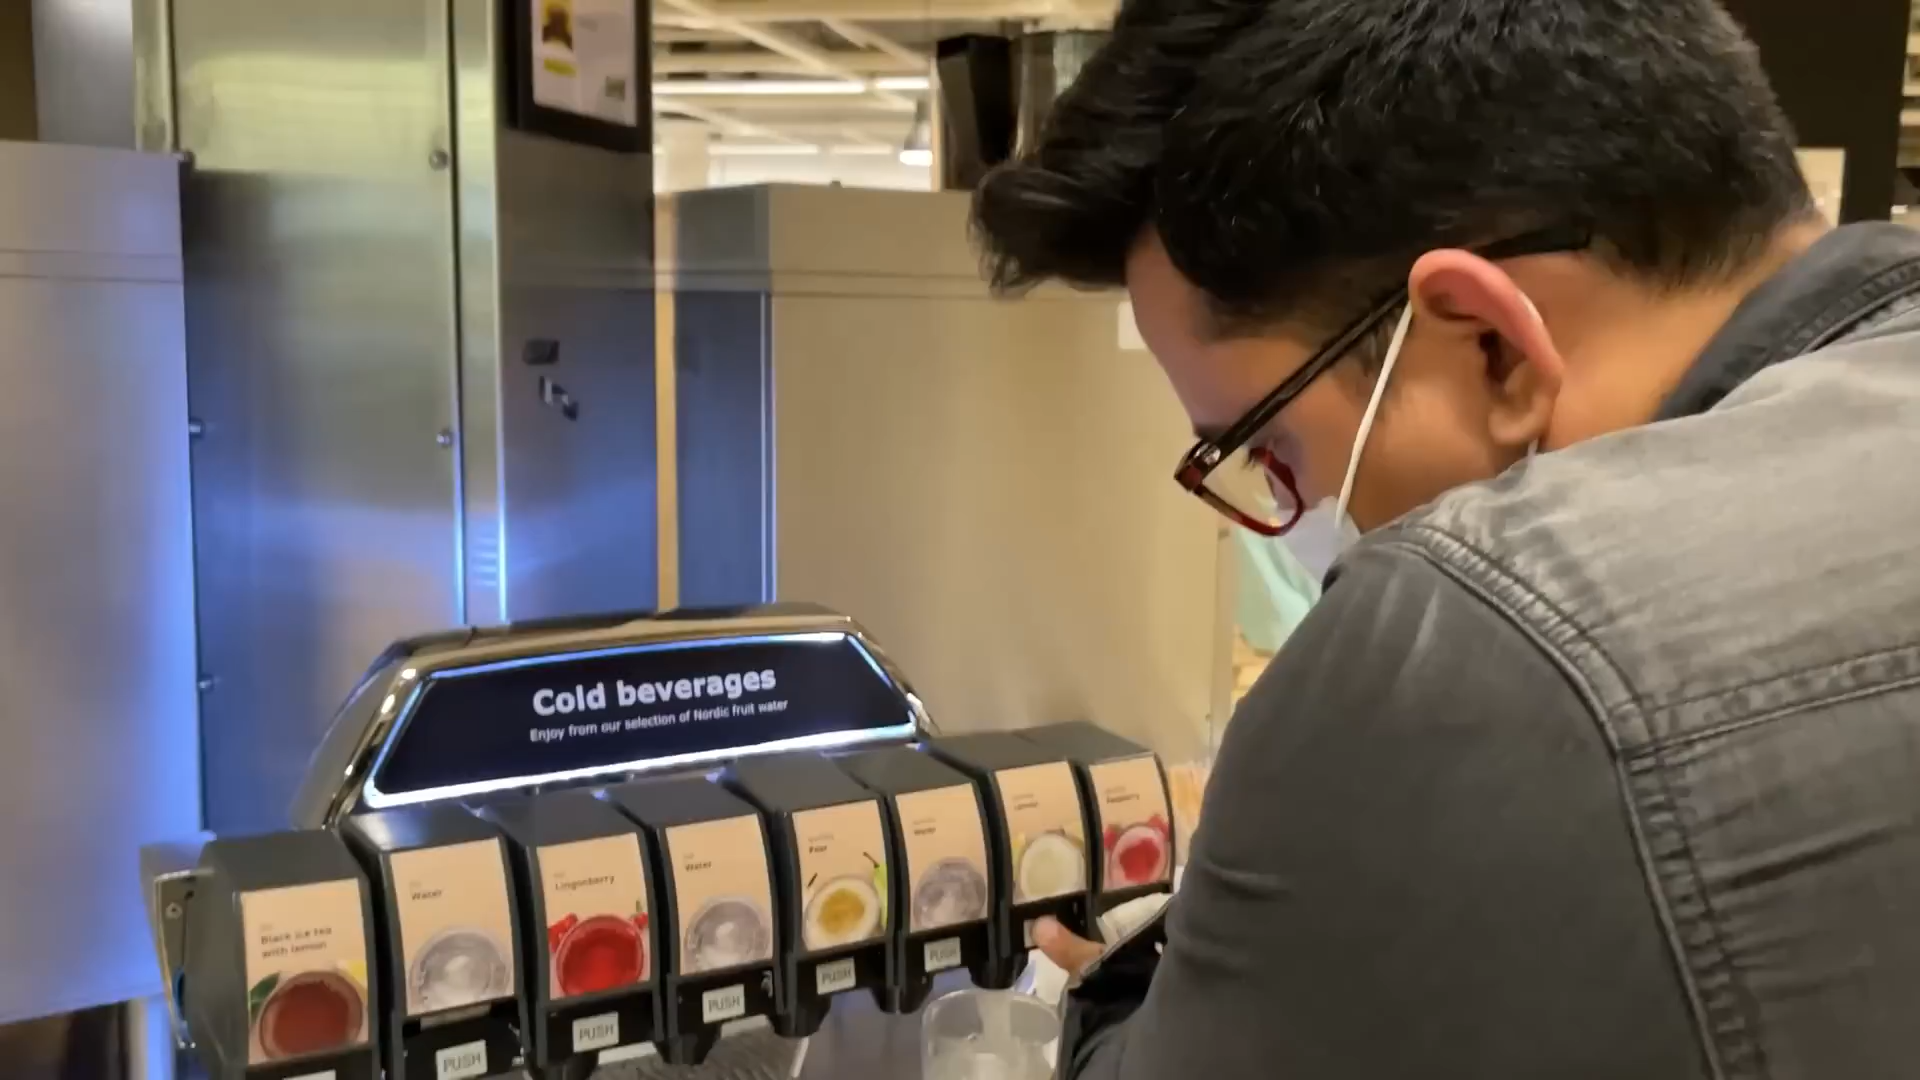 Cold beverages
Enjoy from our selection of Nordic fruit water
Black ice tea
with lemon
Water
Lingonberry
Water
Pear
Water
Lemon
Raspberry
PUSH
PUSH
PUSH
PUSH
PUSH